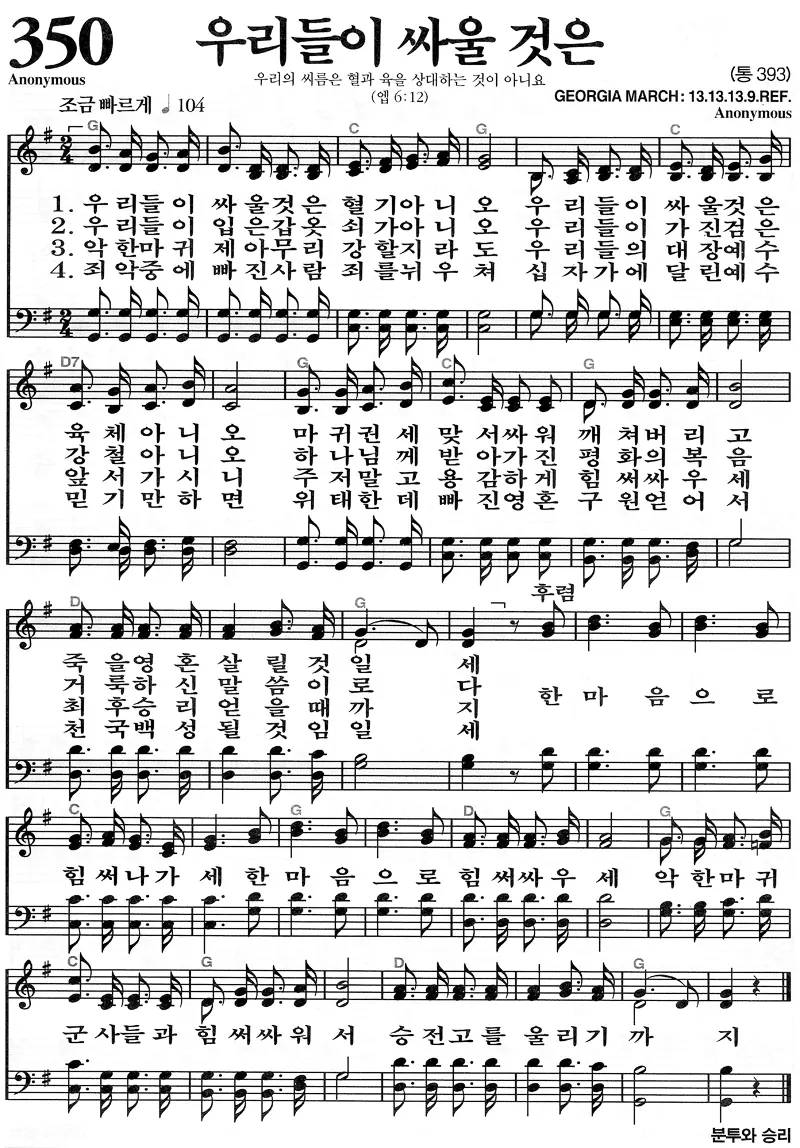 350 우리들이 싸울 것은
Anonymous
우리의 씨름은 혈과 육을 상대하는 것이 아니요
(엡 6:12)
(통 393)
조금 빠르게 ♩ 104
GEORGIA MARCH: 13.13.13.9.REF.
Anonymous
G C G C
1. 우리들이 싸울것은 혈기아니오 우리들이 싸울것은
2. 우리들이 입은갑옷 쇠가아니오 우리들이 가진검은
3. 악한마귀 제아무리 강할지라도 우리들의 대장예수
4. 죄악중에 빠진사람 죄를뉘우쳐 십자가에 달린예수
D7 G C G
육체아니오 마귀권세 맞서싸워 깨쳐버리고
강철아니오 하나님께 받아가진 평화의복음
앞서가시니 주저말고 용감하게 힘써싸우세
믿기만하면 위태한데 빠진영혼 구원얻어서
후렴
D G
죽을영혼 살릴것일세
거룩하신 말씀이로다
한마음으로
최후승리 얻을때까지
천국백성 될것임일세
C G D G
힘써나가세 한마음으로 힘써싸우세 악한마귀
C G D G
군사들과 힘써싸워서 승전고를 울리기까지
분투와 승리